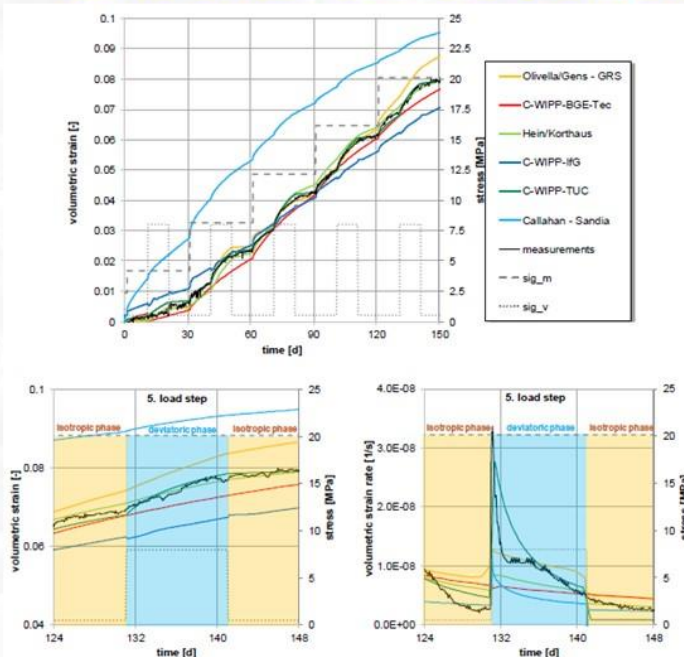 0.1
0.09
0.08
0.07
0.06
0.05
0.04
0.03
0.02
0.01
0
volumetric strain [-]
25
22.5
20
17.5
15
12.5
10
7.5
5
2.5
0
stress [MPa]
0 30 60 90 120 150
time [d]
Olivella/Gens - GRS
C-WIPP-BGE-Tec
Hein/Korthaus
C-WIPP-IfG
C-WIPP-TUC
Callahan - Sandia
measurements
sig_m
sig_v
5. load step
isotropic phase deviatoric phase isotropic phase
0.1
0.08
0.06
0.04
volumetric strain [-]
25
20
15
10
5
0
stress [MPa]
124 132 140 148
time [d]
5. load step
isotropic phase deviatoric phase isotropic phase
4.0E-08
3.0E-08
2.0E-08
1.0E-08
0.0E+00
volumetric strain rate [1/s]
25
20
15
10
5
0
stress [MPa]
124 132 140 148
time [d]